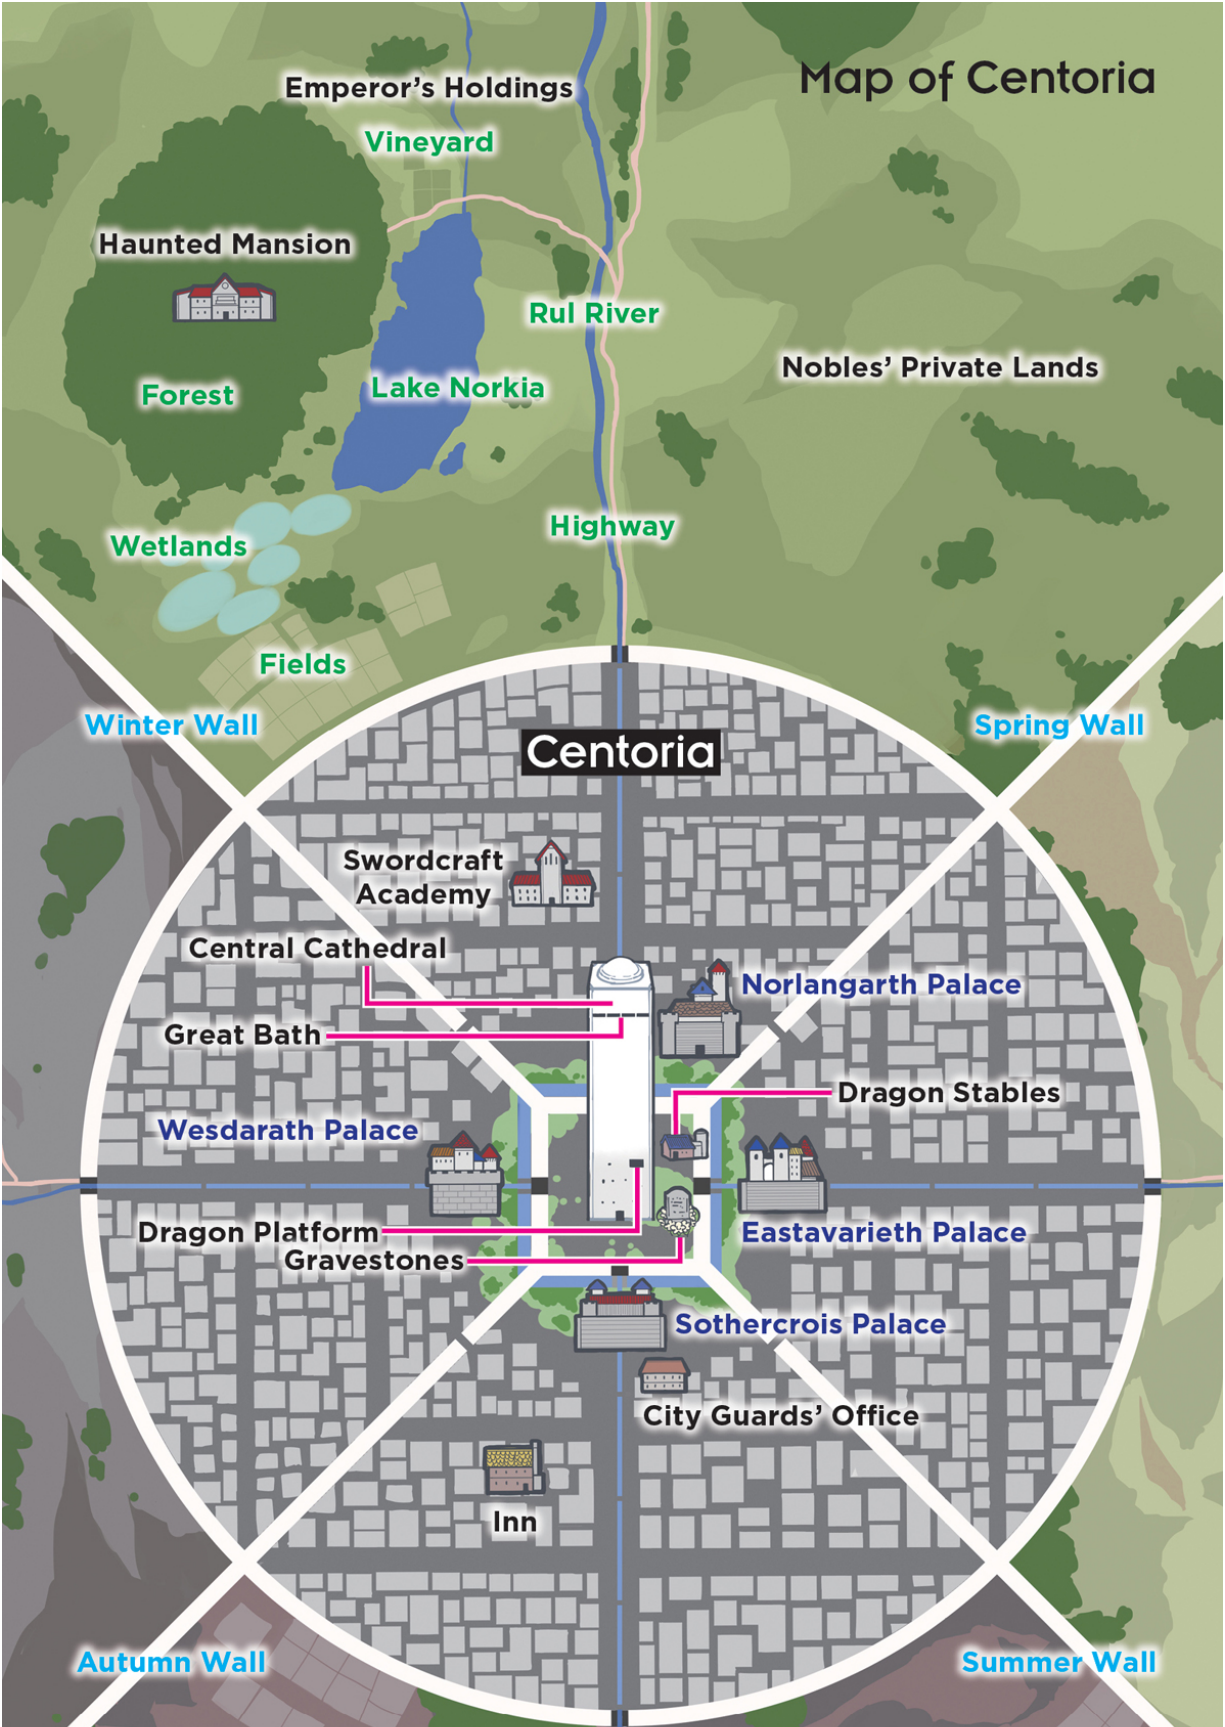 Map of Centoria
Emperor's Holdings
Vineyard
Haunted Mansion
Rul River
Nobles' Private Lands
Lake Norkia
Forest
Highway
Wetlands
Fields
Winter Wall
Spring Wall
Centoria
Swordcraft
Academy
Central Cathedral
Norlangarth Palace
Great Bath
Dragon Stables
Wesdarath Palace
Dragon Platform
Eastavarieth Palace
Gravestones
Sothercrois Palace
City Guards' Office
Inn
Autumn Wall
Summer Wall